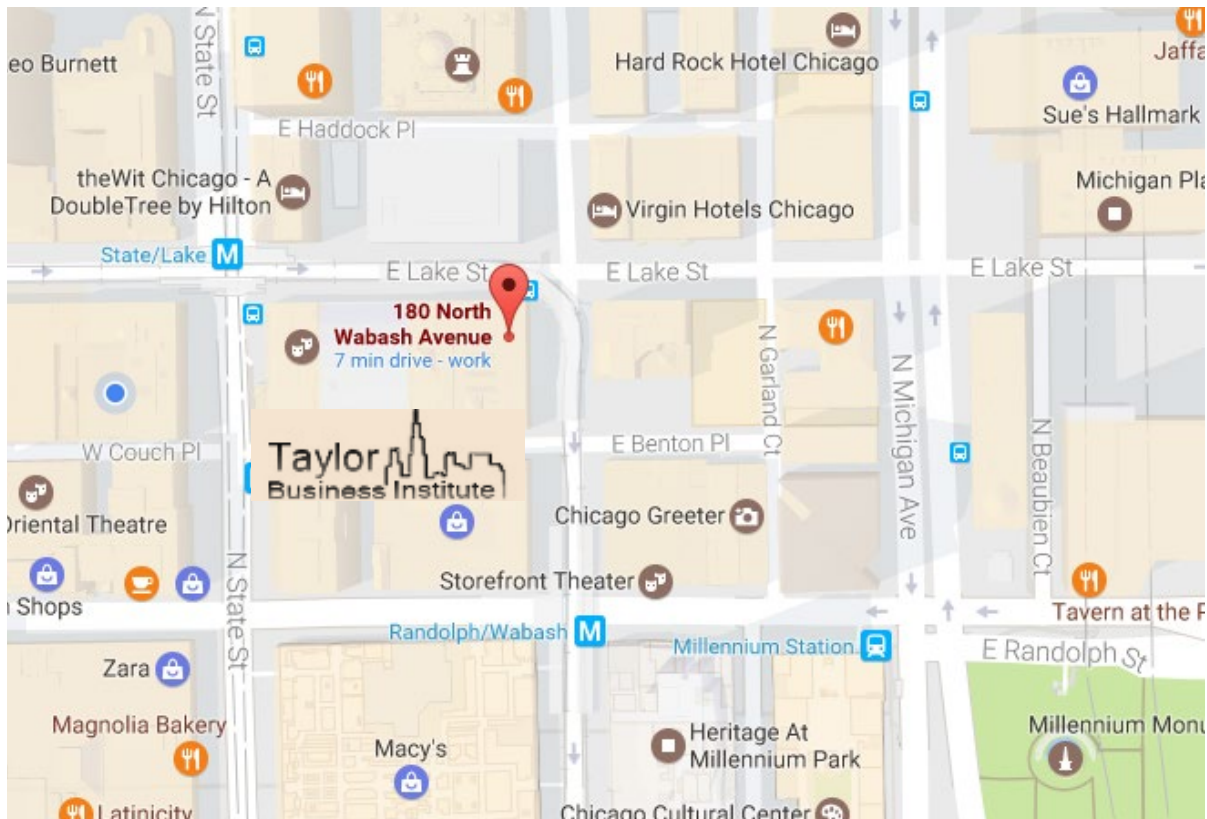 N State St
eo Burnett
Hard Rock Hotel Chicago
Jaffa
Sue's Hallmark
E Haddock Pl
theWit Chicago - A
DoubleTree by Hilton
Virgin Hotels Chicago
Michigan Pla
State/Lake
M
E Lake St
E Lake St
E Lake St
180 North
Wabash Avenue
7 min drive - work
N Garland Ct
N Michigan Ave
N Beaubien Ct
W Couch Pl
Taylor
Business Institute
E Benton Pl
Oriental Theatre
Chicago Greeter
N State St
Storefront Theater
n Shops
Randolph/Wabash
M
Millennium Station
Tavern at the P
E Randolph St
Zara
Magnolia Bakery
Macy's
Heritage At
Millennium Park
Millennium Monu
Latinicity
Chicago Cultural Center